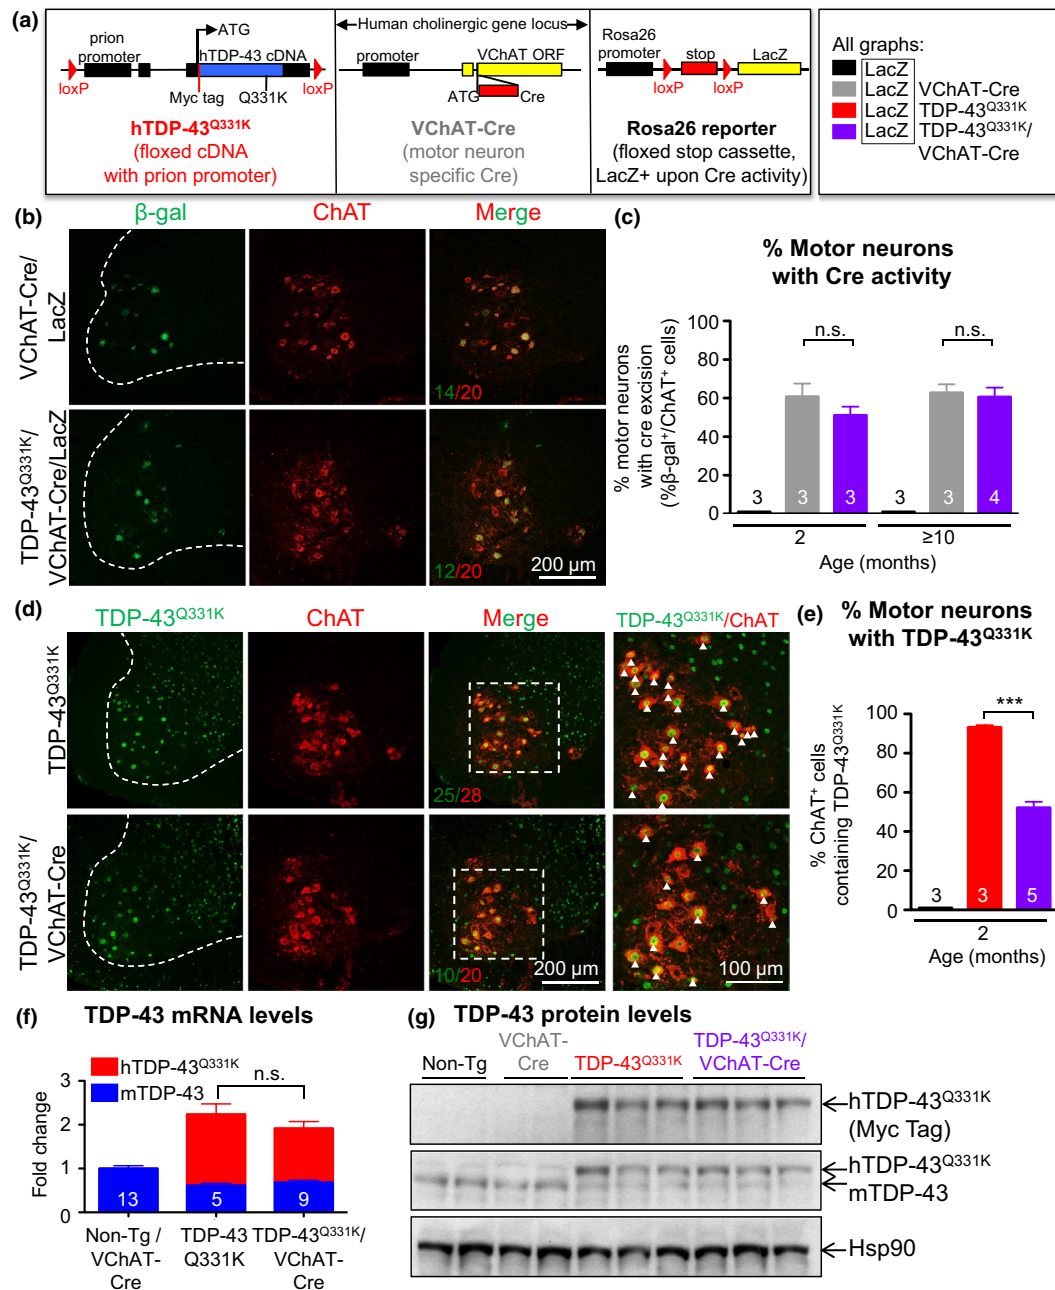 (a)
prion
promoter
ATG
hTDP-43 cDNA
loxP
Myc tag
Q331K
loxP
hTDP-43Q331K
(floxed cDNA
with prion promoter)
Human cholinergic gene locus
promoter
VChAT ORF
ATG
Cre
VChAT-Cre
(motor neuron
specific Cre)
Rosa26
promoter
stop
LacZ
loxP
loxP
Rosa26 reporter
(floxed stop cassette,
LacZ+ upon Cre activity)
All graphs:
LacZ
LacZ VChAT-Cre
LacZ TDP-43Q331K
LacZ TDP-43Q331K/
VChAT-Cre
(b)
β-gal
ChAT
Merge
VChAT-Cre/
LacZ
14/20
TDP-43Q331K/
VChAT-Cre/LacZ
12/20
200 µm
(c)
% Motor neurons
with Cre activity
% motor neurons
with cre excision
(%β-gal+/ChAT+ cells)
100
80
60
40
20
0
n.s.
n.s.
3
3
3
3
3
4
2
≥10
Age (months)
(d)
TDP-43Q331K
ChAT
Merge
TDP-43Q331K/ChAT
TDP-43Q331K
25/28
TDP-43Q331K/
VChAT-Cre
10/20
200 µm
100 µm
(e)
% Motor neurons
with TDP-43Q331K
% ChAT+ cells
containing TDP-43Q331K
100
80
60
40
20
0
***
3
3
5
2
Age (months)
(f)
TDP-43 mRNA levels
hTDP-43Q331K
mTDP-43
n.s.
Fold change
3
2
1
0
13
5
9
Non-Tg /
VChAT-
Cre
TDP-43
Q331K
TDP-43Q331K/
VChAT-
Cre
(g)
TDP-43 protein levels
Non-Tg
VChAT-
Cre
TDP-43Q331K
TDP-43Q331K/
VChAT-Cre
hTDP-43Q331K
(Myc Tag)
hTDP-43Q331K
mTDP-43
Hsp90